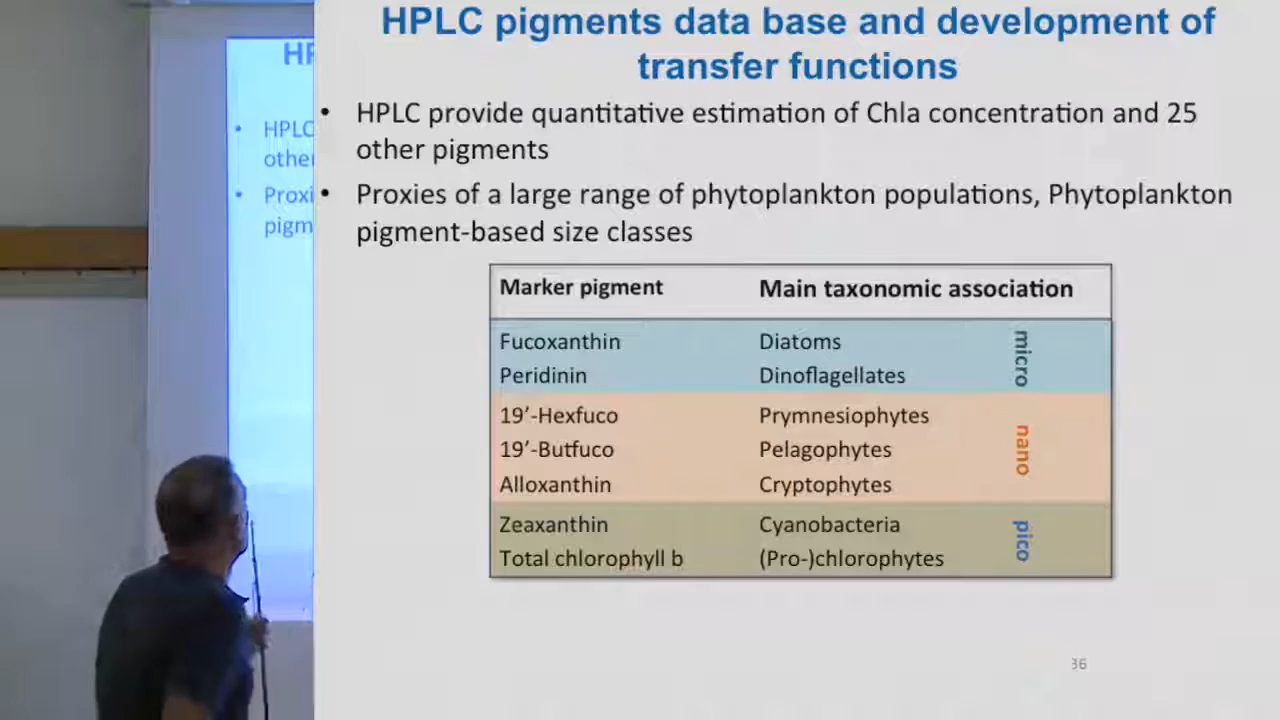 HPLC pigments data base and development of
transfer functions
• HPLC provide quantitative estimation of Chla concentration and 25
other pigments
• Proxies of a large range of phytoplankton populations, Phytoplankton
pigment-based size classes
Marker pigment Main taxonomic association
Fucoxanthin Diatoms
Peridinin Dinoflagellates
micro
19’-Hexfuco Prymnesiophytes
19’-Butfuco Pelagophytes
Alloxanthin Cryptophytes
nano
Zeaxanthin Cyanobacteria
Total chlorophyll b (Pro-)chlorophytes
pico
36
HP
• HPLC
other
• Proxi
pigm